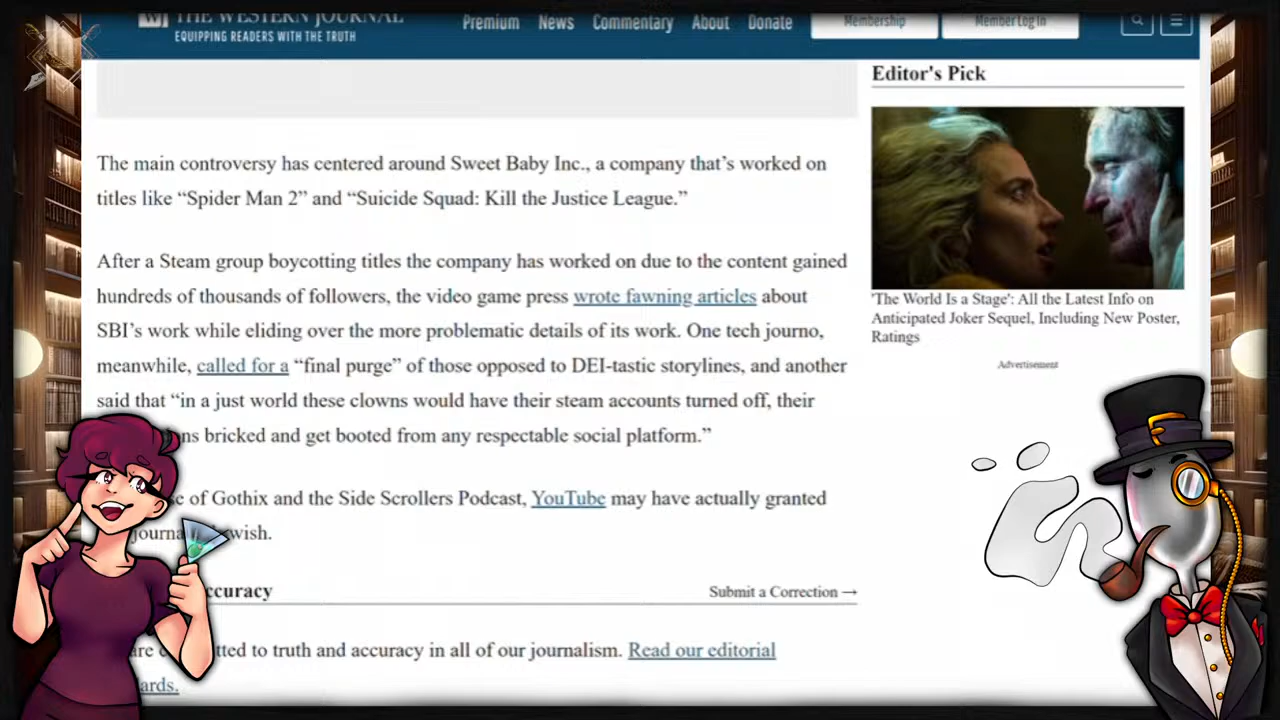 THE WESTERN JOURNAL
EQUIPPING READERS WITH THE TRUTH
Premium News Commentary About Donate Membership Member Log In
Editor's Pick
The main controversy has centered around Sweet Baby Inc., a company that's worked on
titles like “Spider Man 2” and “Suicide Squad: Kill the Justice League.”
After a Steam group boycotting titles the company has worked on due to the content gained
hundreds of thousands of followers, the video game press wrote fawning articles about
SBI's work while eliding over the more problematic details of its work. One tech journo,
meanwhile, called for a “final purge” of those opposed to DEI-tastic storylines, and another
said that “in a just world these clowns would have their steam accounts turned off, their
ns bricked and get booted from any respectable social platform.”
se of Gothix and the Side Scrollers Podcast, YouTube may have actually granted
journa wish.
'The World Is a Stage': All the Latest Info on
Anticipated Joker Sequel, Including New Poster,
Ratings
Advertisement
ccuracy
Submit a Correction →
are c tted to truth and accuracy in all of our journalism. Read our editorial
ards.